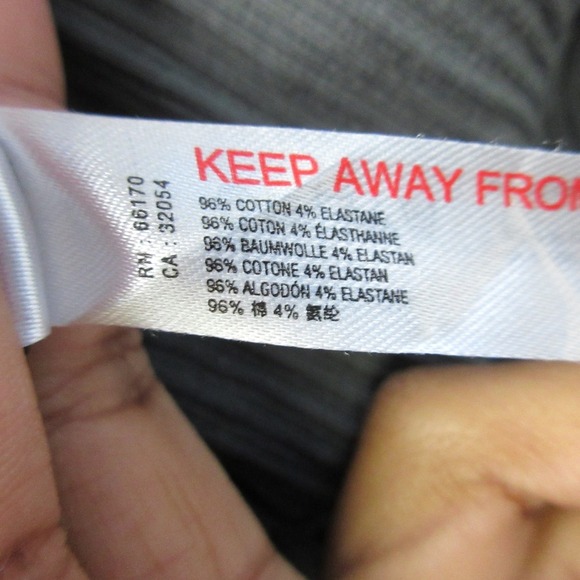 KEEP AWAY FROM
RN : 66170
CA : 32054
96% COTTON 4% ELASTANE
96% COTON 4% ÉLASTHANNE
96% BAUMWOLLE 4% ELASTAN
96% COTONE 4% ELASTAN
96% ALGODÓN 4% ELASTANE
96% 棉 4% 氨纶